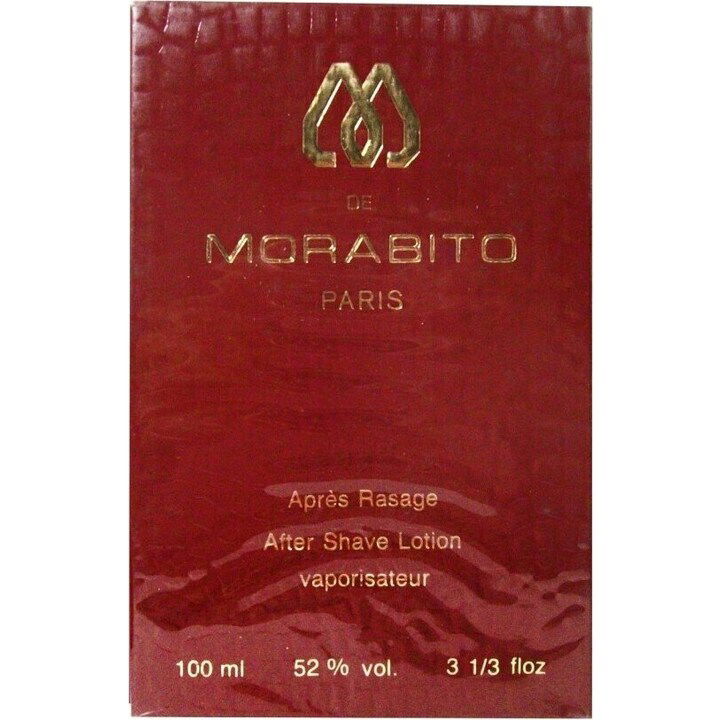 M
DE
MORABITO
PARIS
Après Rasage
After Shave Lotion
vaporisateur
100 ml 52 % vol. 3 1/3 floz